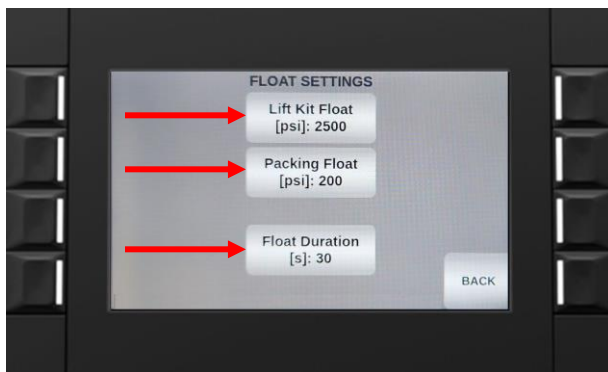 FLOAT SETTINGS
Lift Kit Float
[psi]: 2500
Packing Float
[psi]: 200
Float Duration
[s]: 30
BACK